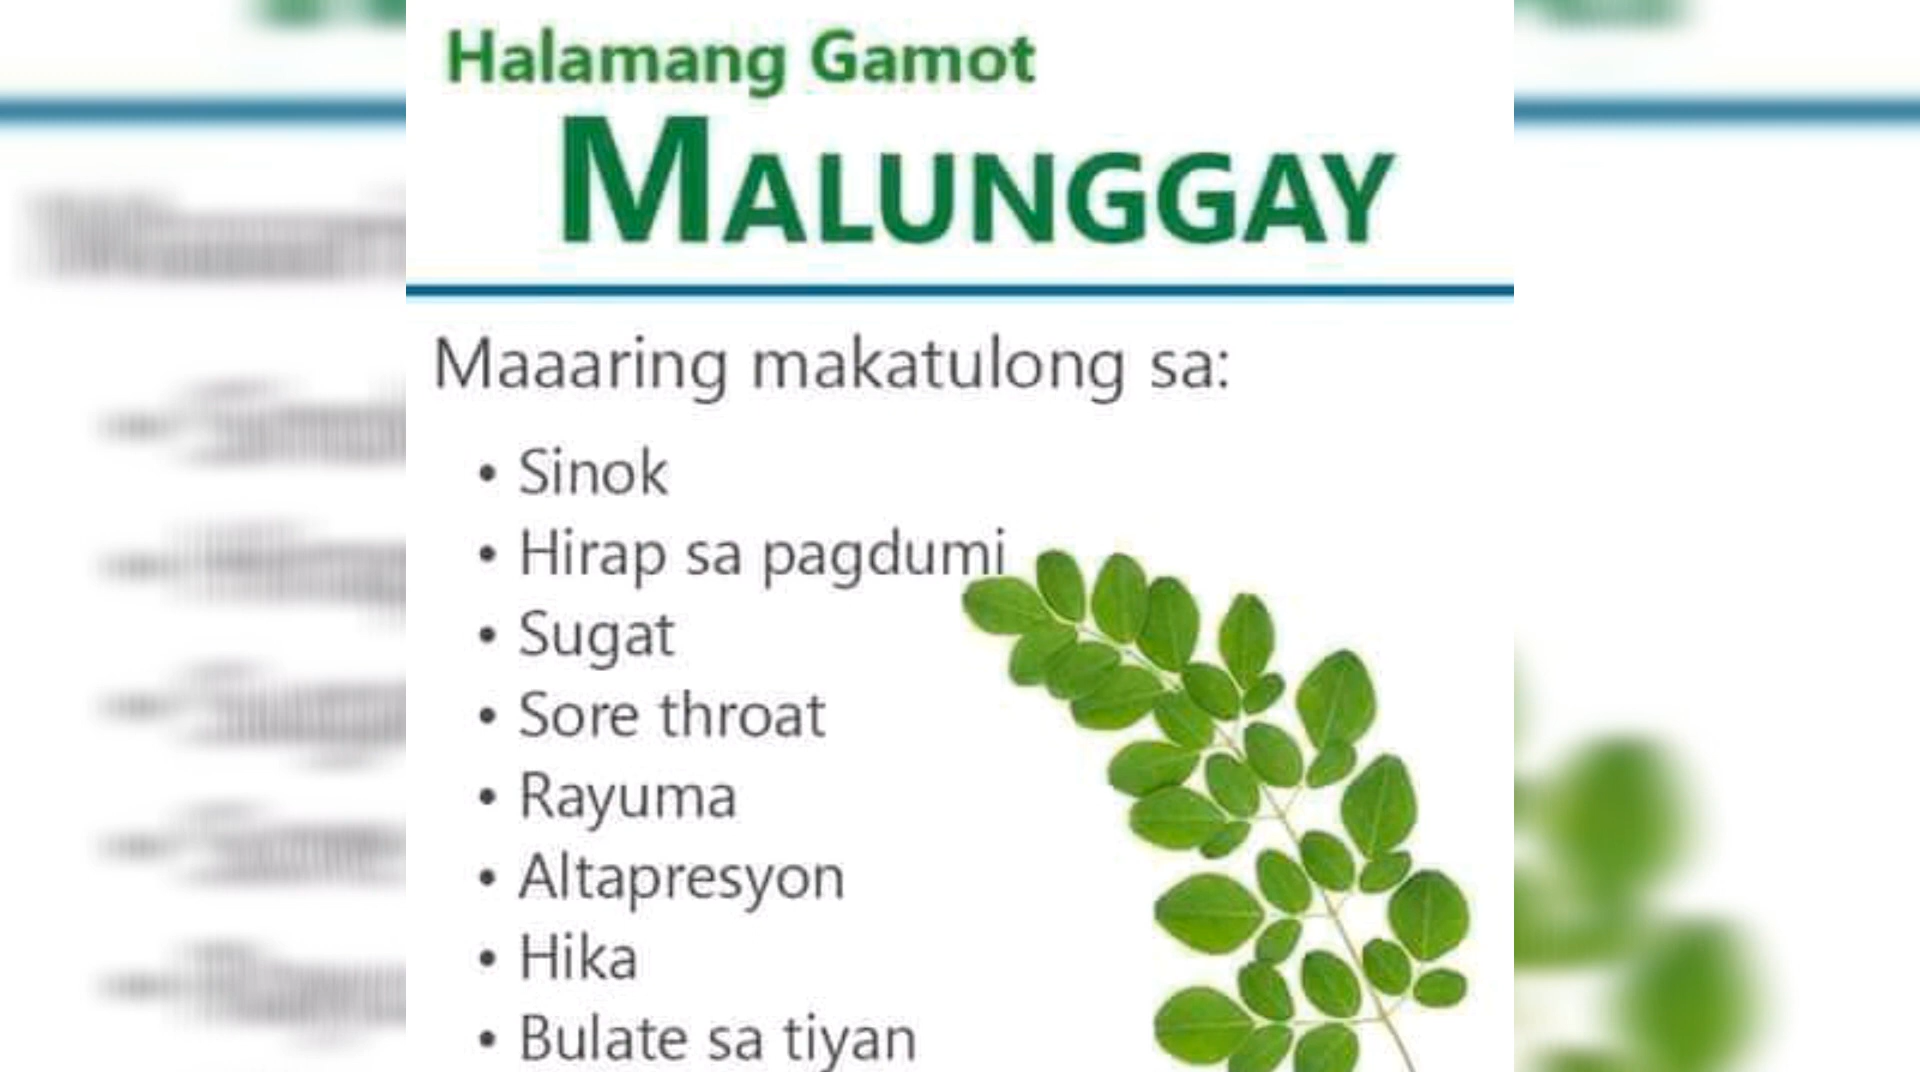 Halamang Gamot
MALUNGGAY
Maaaring makatulong sa:
• Sinok
• Hirap sa pagdumi
• Sugat
• Sore throat
• Rayuma
• Altapresyon
• Hika
• Bulate sa tiyan